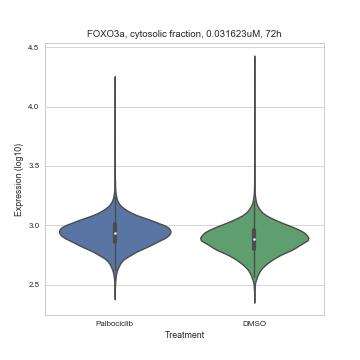 FOXO3a, cytosolic fraction, 0.031623uM, 72h
4.5
4.0
3.5
3.0
2.5
Expression (log10)
Palbociclib
DMSO
Treatment